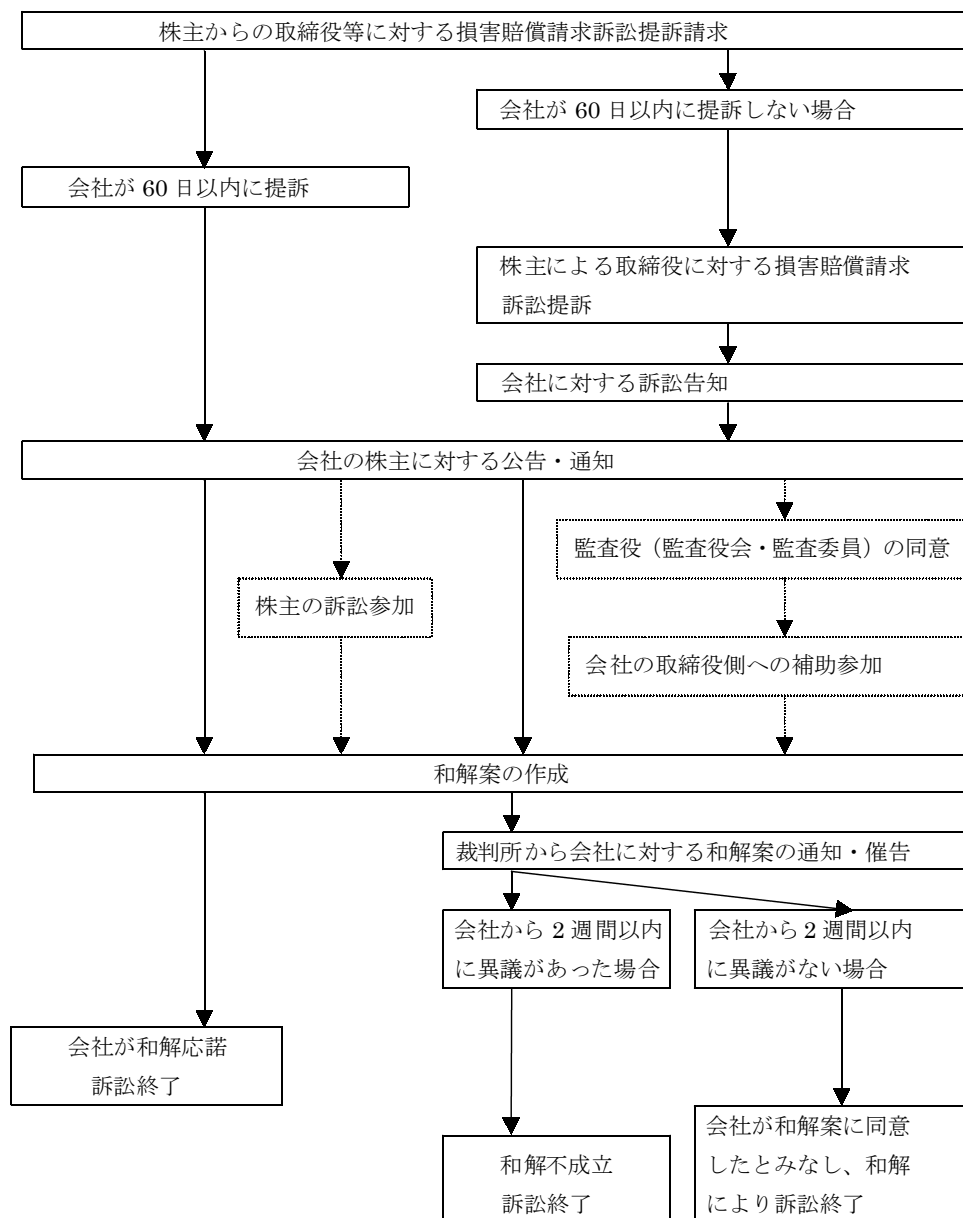 株主からの取締役等に対する損害賠償請求訴訟提訴請求
会社が 60 日以内に提訴しない場合
会社が 60 日以内に提訴
株主による取締役に対する損害賠償請求
訴訟提訴
会社に対する訴訟告知
会社の株主に対する公告・通知
監査役（監査役会・監査委員）の同意
株主の訴訟参加
会社の取締役側への補助参加
和解案の作成
裁判所から会社に対する和解案の通知・催告
会社から 2 週間以内
に異議があった場合
会社から 2 週間以内
に異議がない場合
会社が和解応諾
訴訟終了
和解不成立
訴訟終了
会社が和解案に同意
したとみなし、和解
により訴訟終了